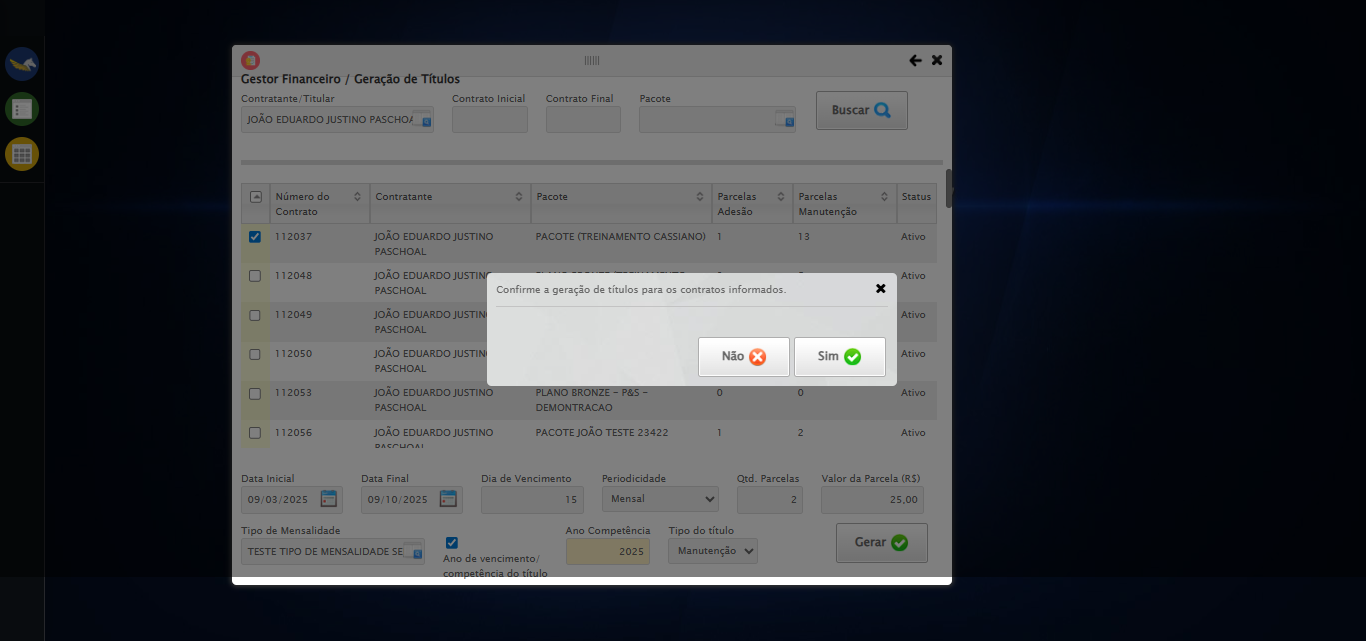 Gestor Financeiro / Geração de Títulos
Contratante/Titular
Contrato Inicial
Contrato Final
Pacote
JOÃO EDUARDO JUSTINO PASCHOA
Buscar
Número do Contrato
Contratante
Pacote
Parcelas Adesão
Parcelas Manutenção
Status
112037
JOÃO EDUARDO JUSTINO PASCHOAL
PACOTE (TREINAMENTO CASSIANO)
1
13
Ativo
112048
JOÃO EDUARDO JUSTINO PASCHOAL
Ativo
112049
JOÃO EDUARDO JUSTINO PASCHOAL
Ativo
112050
JOÃO EDUARDO JUSTINO PASCHOAL
Ativo
112053
JOÃO EDUARDO JUSTINO PASCHOAL
PLANO BRONZE - P&S - DEMONTRACAO
0
0
Ativo
112056
JOÃO EDUARDO JUSTINO PASCHOAL
PACOTE JOÃO TESTE 23422
1
2
Ativo
Confirme a geração de títulos para os contratos informados.
Não
Sim
Data Inicial
Data Final
Dia de Vencimento
Periodicidade
Qtd. Parcelas
Valor da Parcela (R$)
09/03/2025
09/10/2025
15
Mensal
2
25,00
Tipo de Mensalidade
Ano Competência
Tipo do título
TESTE TIPO DE MENSALIDADE SE
Ano de vencimento/
competência do título
2025
Manutenção
Gerar